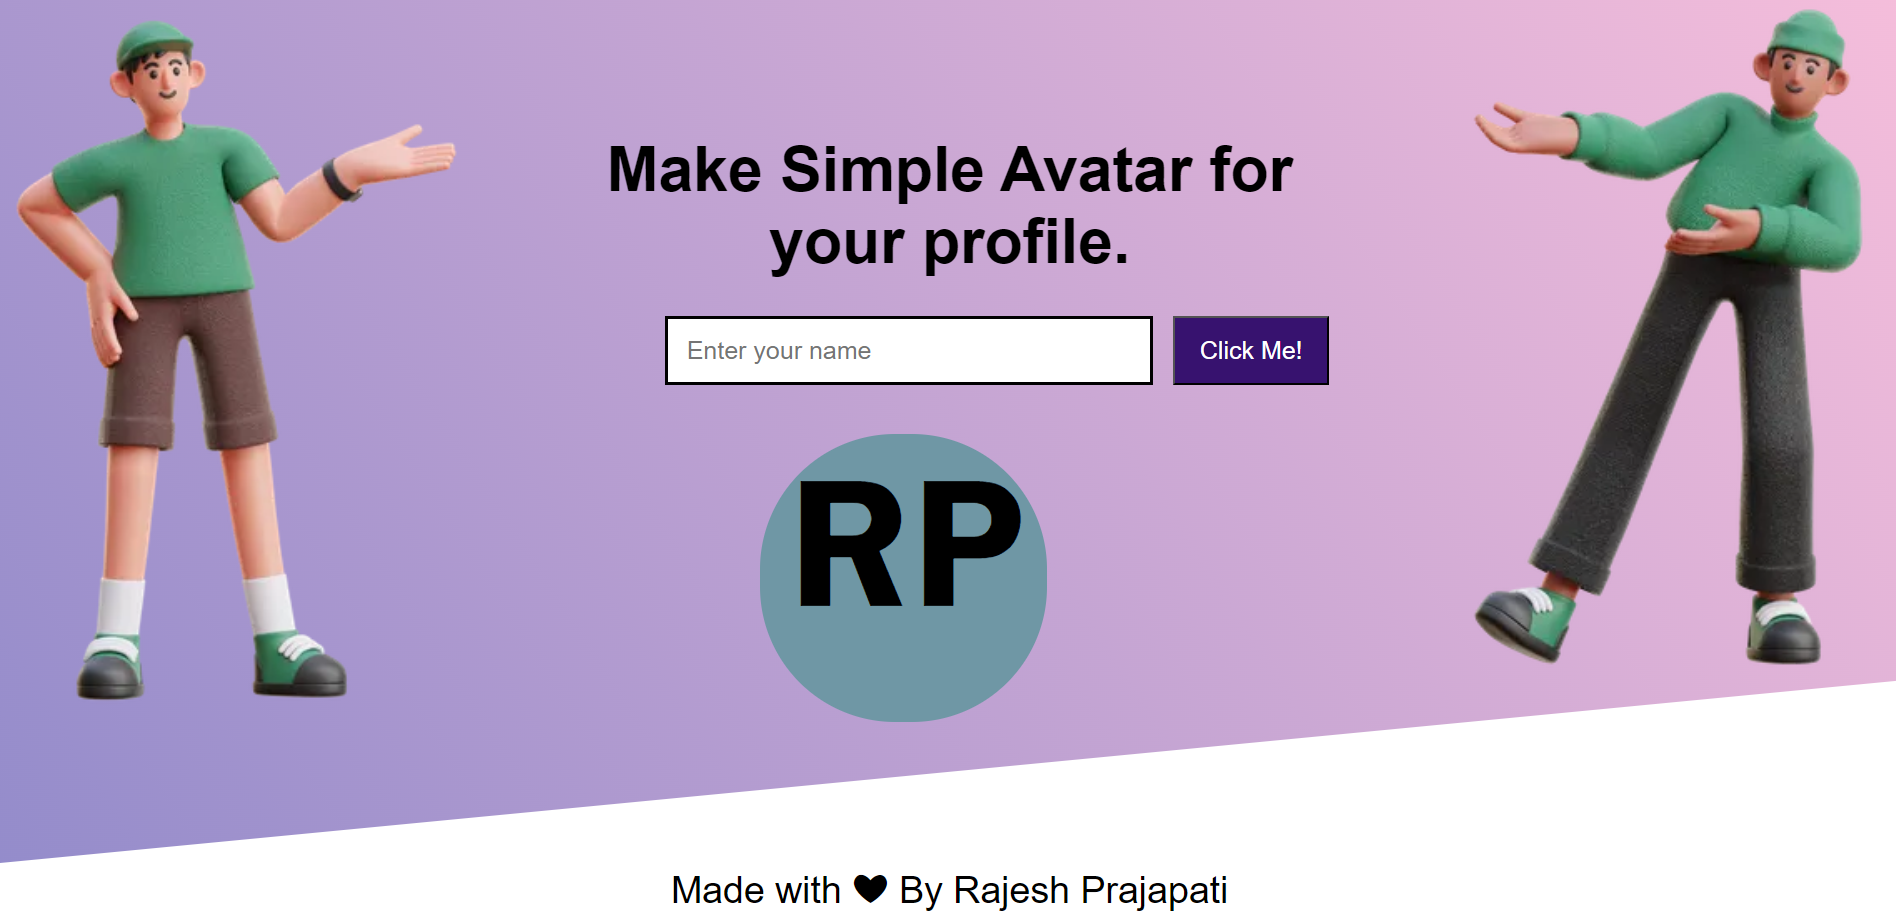 Make Simple Avatar for
your profile.
Enter your name
Click Me!
RP
Made with ♥ By Rajesh Prajapati